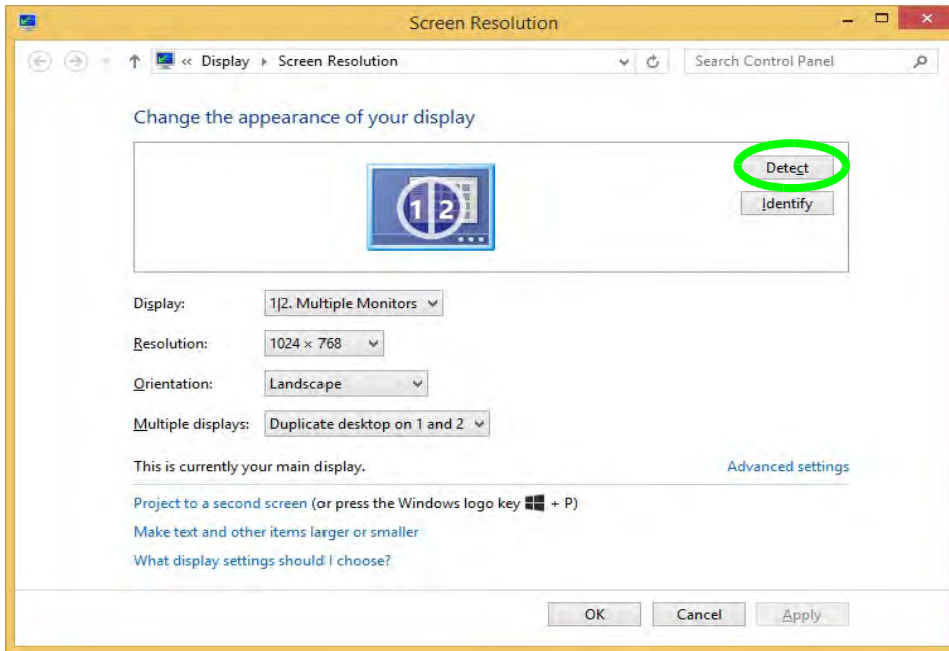 Screen Resolution
« Display ▸ Screen Resolution
Search Control Panel
Change the appearance of your display
1|2
Detect
Identify
Display: 1|2. Multiple Monitors
Resolution: 1024 × 768
Orientation: Landscape
Multiple displays: Duplicate desktop on 1 and 2
This is currently your main display.
Advanced settings
Project to a second screen (or press the Windows logo key + P)
Make text and other items larger or smaller
What display settings should I choose?
OK
Cancel
Apply